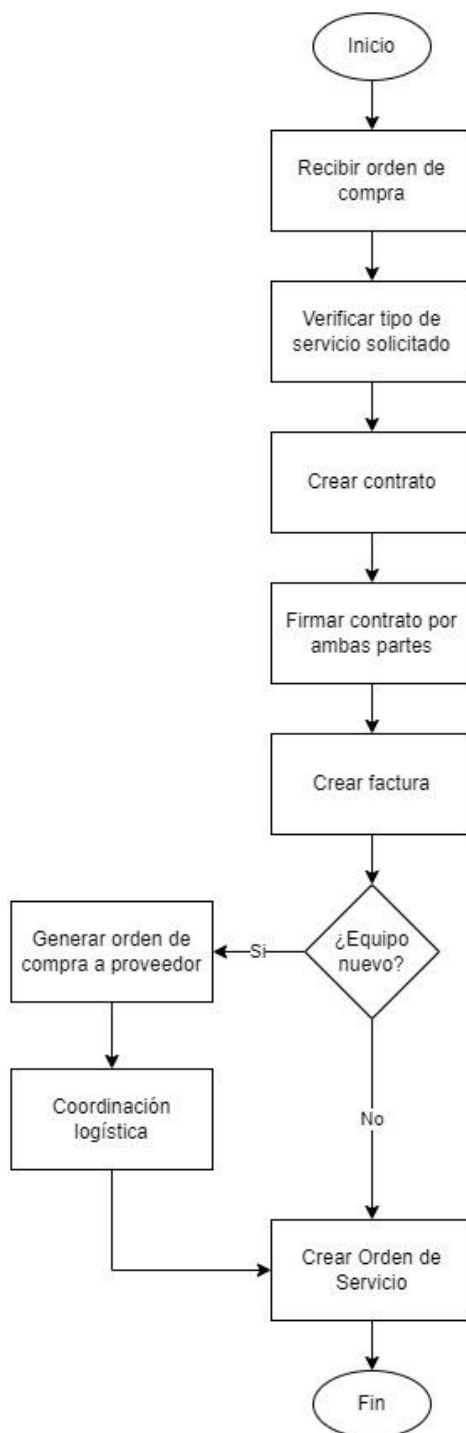 Inicio
Recibir orden de
compra
Verificar tipo de
servicio solicitado
Crear contrato
Firmar contrato por
ambas partes
Crear factura
¿Equipo
nuevo?
Si
Generar orden de
compra a proveedor
Coordinación
logística
No
Crear Orden de
Servicio
Fin